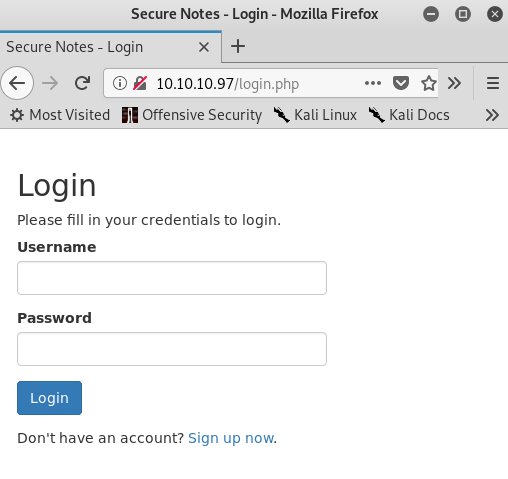 Secure Notes - Login - Mozilla Firefox
Secure Notes - Login
10.10.10.97/login.php
Most Visited Offensive Security Kali Linux Kali Docs
Login
Please fill in your credentials to login.
Username
Password
Login
Don't have an account? Sign up now.